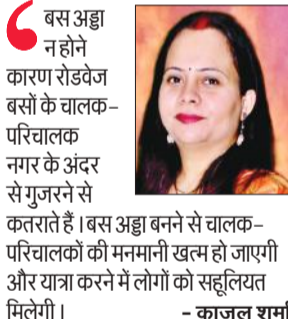 बस अड्डा
न होने
कारण रोडवेज
बसों के चालक-
परिचालक
नगर के अंदर
से गुजरने से
कतराते हैं । बस अड्डा बनने से चालक-
परिचालकों की मनमानी खत्म हो जाएगी
और यात्रा करने में लोगों को सहूलियत
मिलेगी । - काजल शर्मा